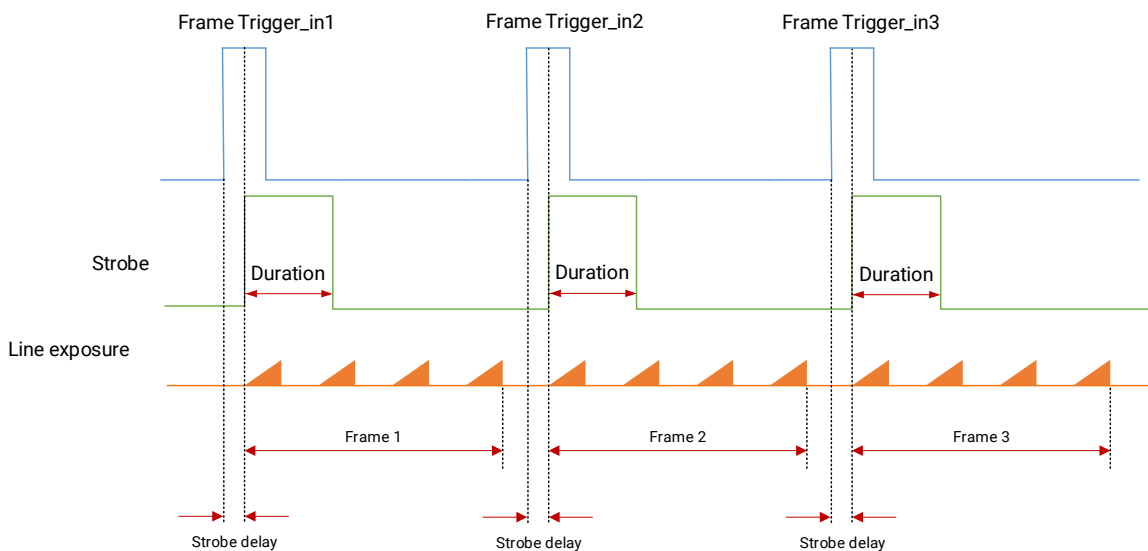 Frame Trigger_in1
Frame Trigger_in2
Frame Trigger_in3
Strobe
Duration
Duration
Duration
Line exposure
Frame 1
Frame 2
Frame 3
Strobe delay
Strobe delay
Strobe delay